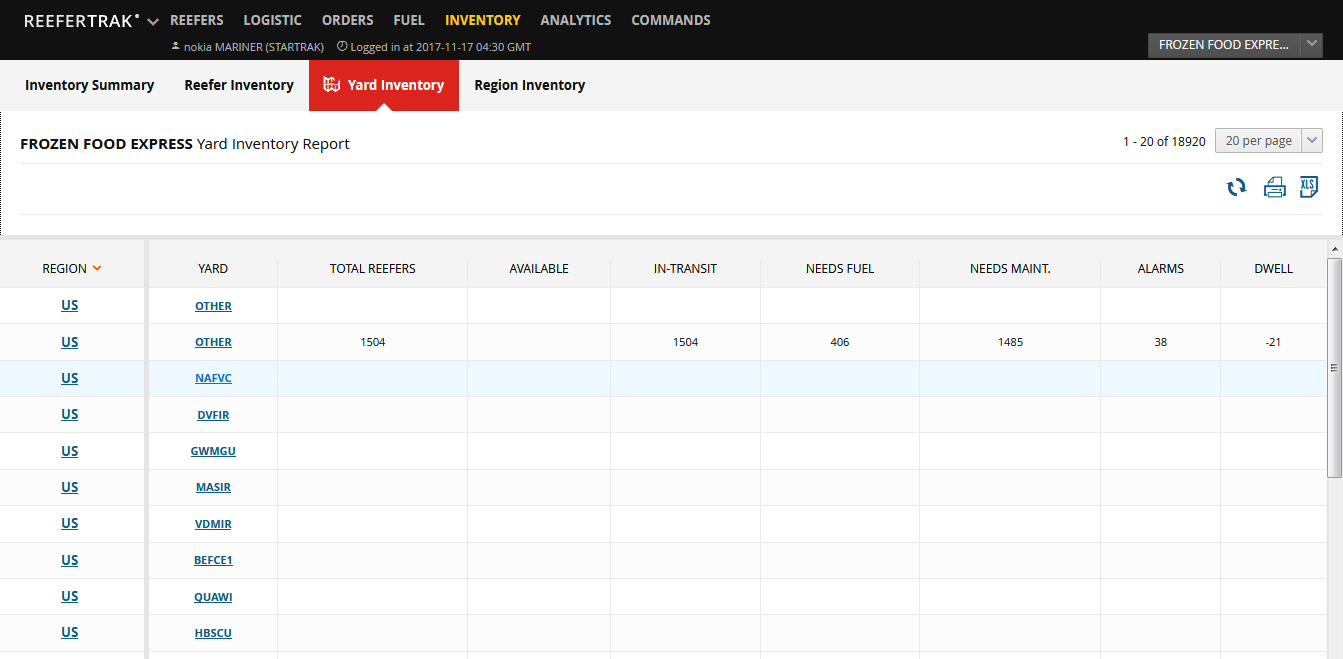 REEFERTRAK REEFERS LOGISTIC ORDERS FUEL INVENTORY ANALYTICS COMMANDS
nokia MARINER (STARTRAK) Logged in at 2017-11-17 04:30 GMT
FROZEN FOOD EXPRE...
Inventory Summary Reefer Inventory Yard Inventory Region Inventory
FROZEN FOOD EXPRESS Yard Inventory Report
1 - 20 of 18920 20 per page
XLS
REGION YARD TOTAL REEFERS AVAILABLE IN-TRANSIT NEEDS FUEL NEEDS MAINT. ALARMS DWELL
US OTHER
US OTHER 1504 1504 406 1485 38 -21
US NAFVC
US DVFIR
US GWMGU
US MASIR
US VDMIR
US BEFCE1
US QUAWI
US HBSCU